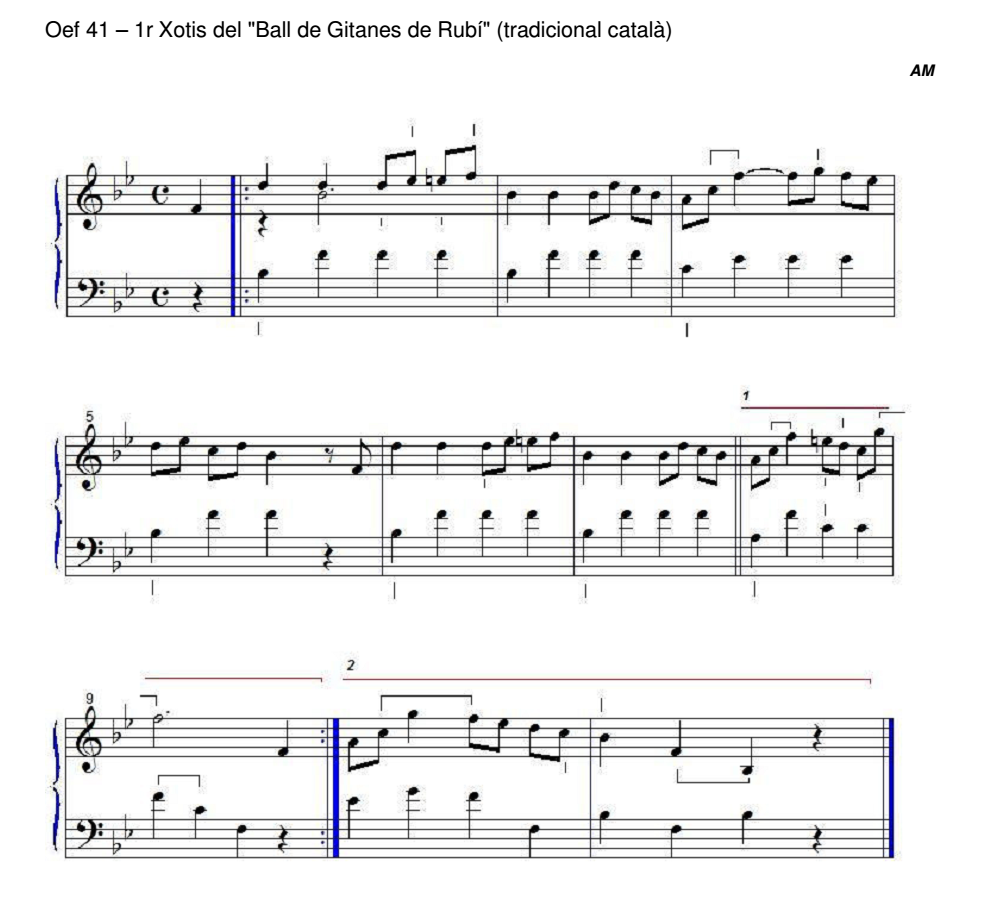 Oef 41 – 1r Xotis del "Ball de Gitanes de Rubí" (tradicional català)
AM
5
1
9
2